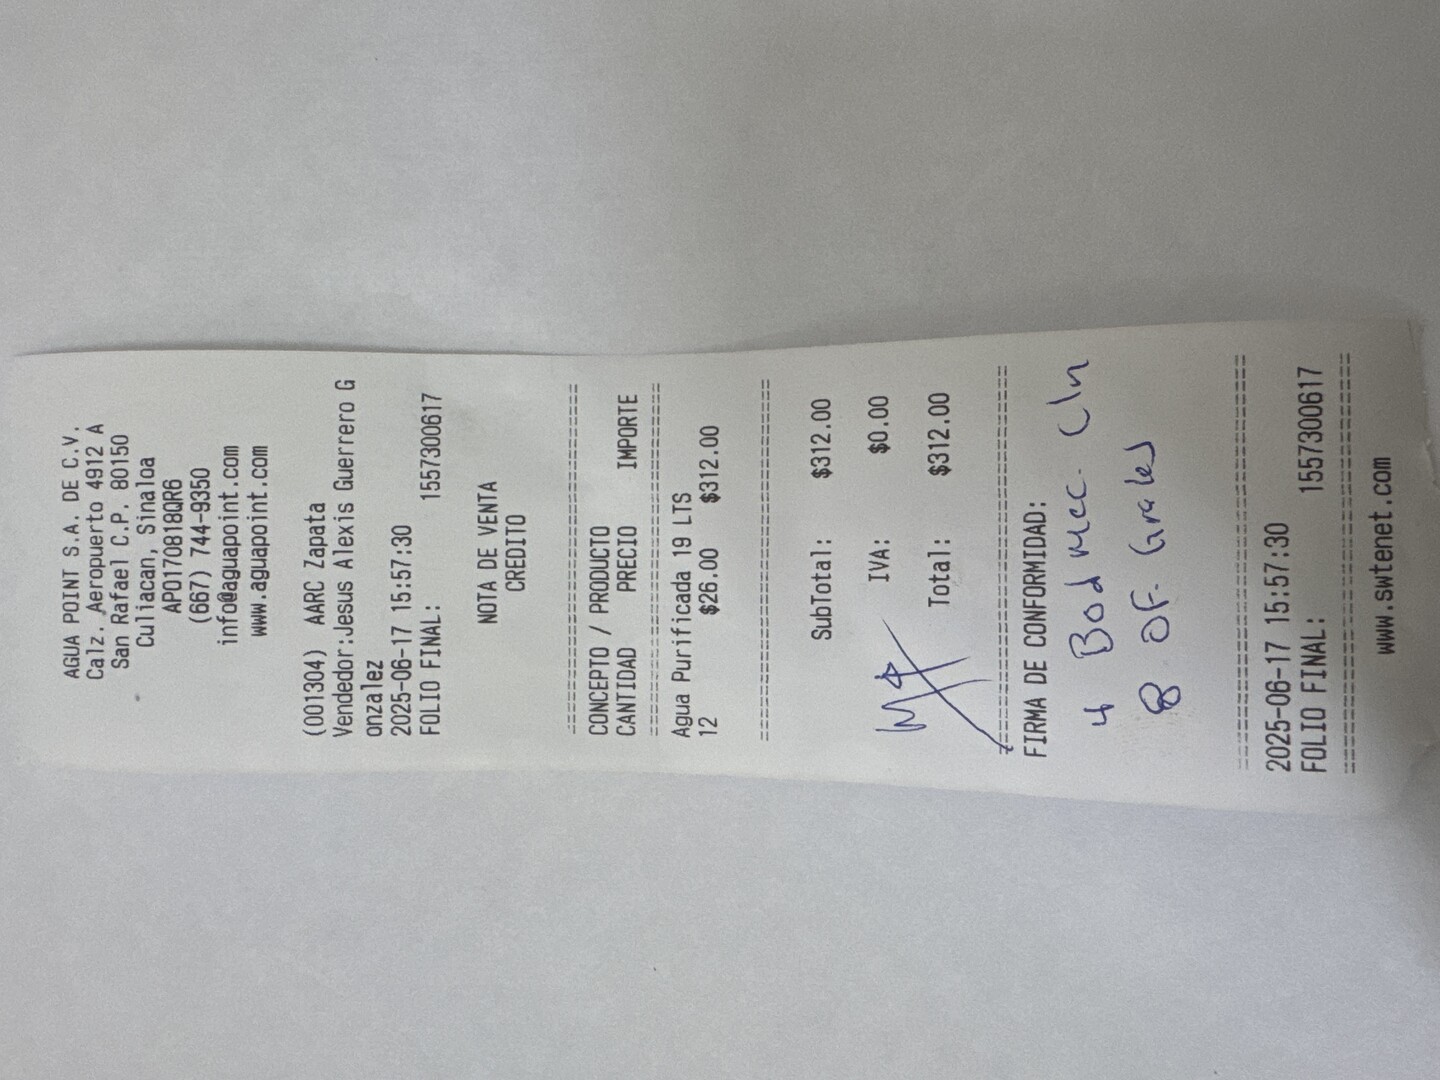 AGUA POINT S.A. DE C.V.
Calz. Aeropuerto 4912 A
San Rafael C.P. 80150
Culiacan, Sinaloa
APO170818QR6
(667) 744-9350
info@aguapoint.com
www.aguapoint.com
(001304) AARC Zapata
Vendedor:Jesus Alexis Guerrero G
onzalez
2025-06-17 15:57:30
FOLIO FINAL: 1557300617
NOTA DE VENTA
CREDITO
================================
CONCEPTO / PRODUCTO
CANTIDAD PRECIO IMPORTE
================================
Agua Purificada 19 LTS
12 $26.00 $312.00
================================
SubTotal: $312.00
IVA: $0.00
Total: $312.00
================================
FIRMA DE CONFORMIDAD:
4 Bod Mcc. Cln
8 OF. Grales
================================
2025-06-17 15:57:30
FOLIO FINAL: 1557300617
================================
www.swtenet.com